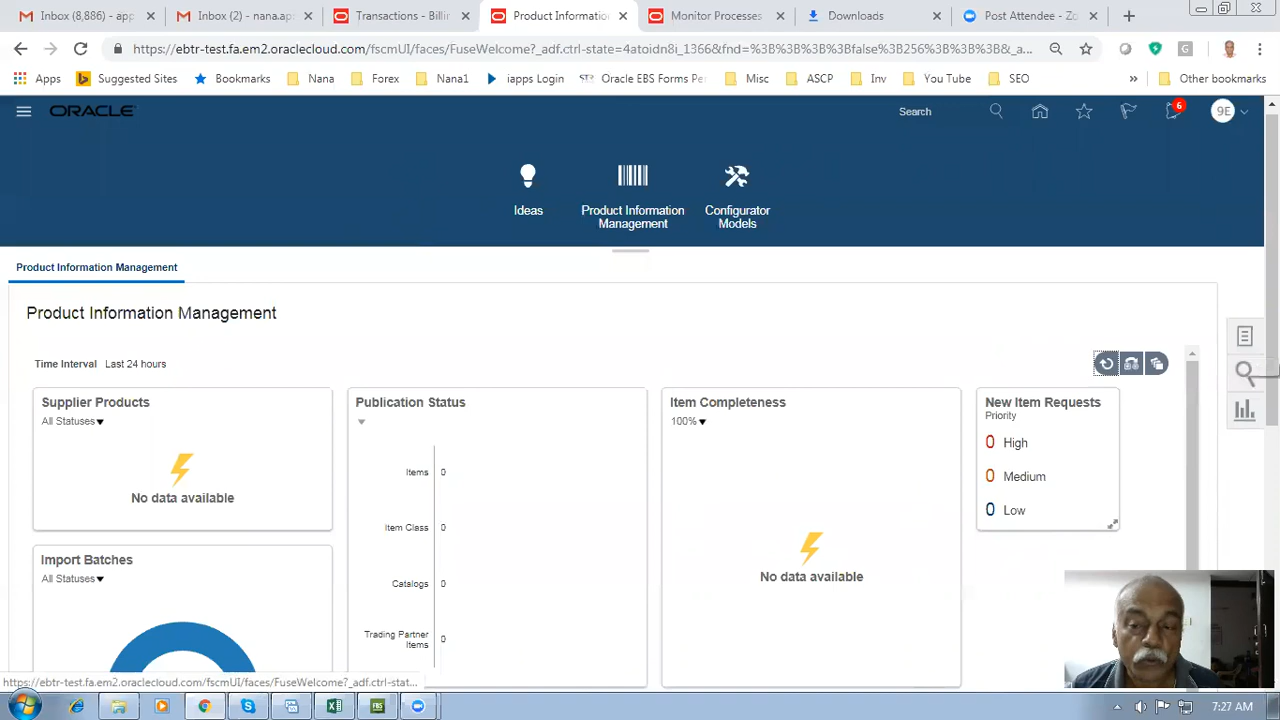 Inbox (6,886) - app
Inbox (2) - nana.ap
Transactions - Billi
Product Informatio
Monitor Processes
Downloads
Post Attendee - Zo
https://ebtr-test.fa.em2.oraclecloud.com/fscmUI/faces/FuseWelcome?_adf.ctrl-state=4atoidn8i_1366&fnd=%3B%3B%3B%3Bfalse%3B256%3B%3B%3B&_a...
Apps
Suggested Sites
Bookmarks
Nana
Forex
Nana1
iapps Login
Oracle EBS Forms Pe
Misc
ASCP
Inv
You Tube
SEO
»
Other bookmarks
ORACLE
Search
6
9E
Ideas
Product Information
Management
Configurator
Models
Product Information Management
Product Information Management
Time Interval Last 24 hours
Supplier Products
All Statuses
No data available
Publication Status
Items 0
Item Class 0
Catalogs 0
Trading Partner
Items 0
Item Completeness
100%
No data available
New Item Requests
Priority
0 High
0 Medium
0 Low
Import Batches
All Statuses
https://ebtr-test.fa.em2.oraclecloud.com/fscmUI/faces/FuseWelcome?_adf.ctrl-stat...
7:27 AM